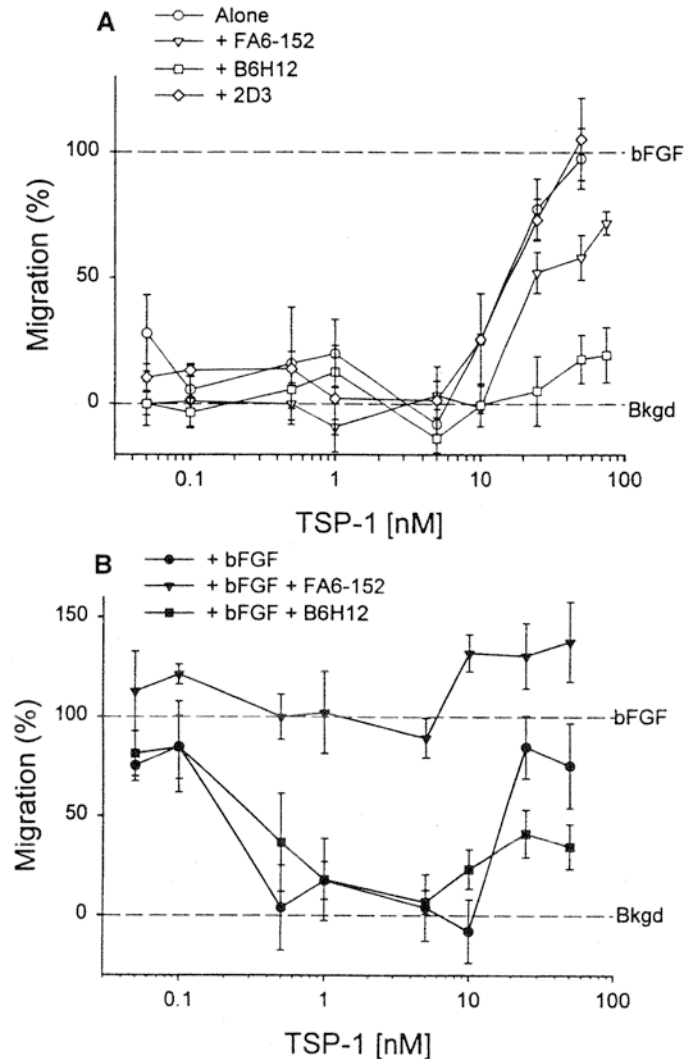 A
Alone
+ FA6-152
+ B6H12
+ 2D3
100
bFGF
50
0
Bkgd
Migration (%)
0.1 1 10 100
TSP-1 [nM]
B
+ bFGF
+ bFGF + FA6-152
+ bFGF + B6H12
150
100
bFGF
50
0
Bkgd
Migration (%)
0.1 1 10 100
TSP-1 [nM]